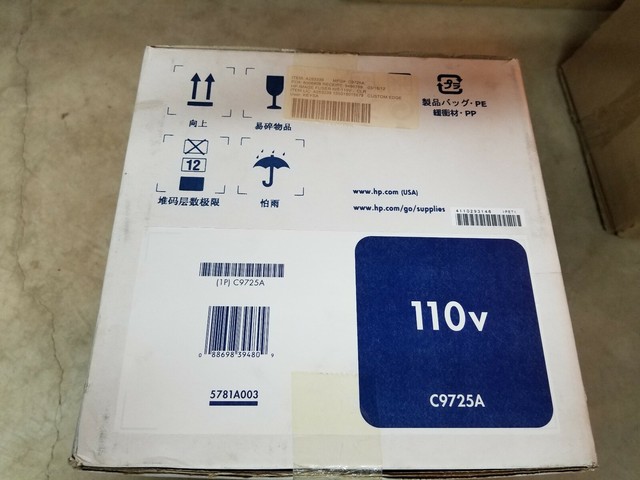 向上
易碎物品
プラ
製品バッグ・PE
緩衝材・PP
12
堆码层数极限
怕雨
www.hp.com (USA)
www.hp.com/go/supplies
(1P) C9725A
0 88698 39480 9
5781A003
110v
C9725A